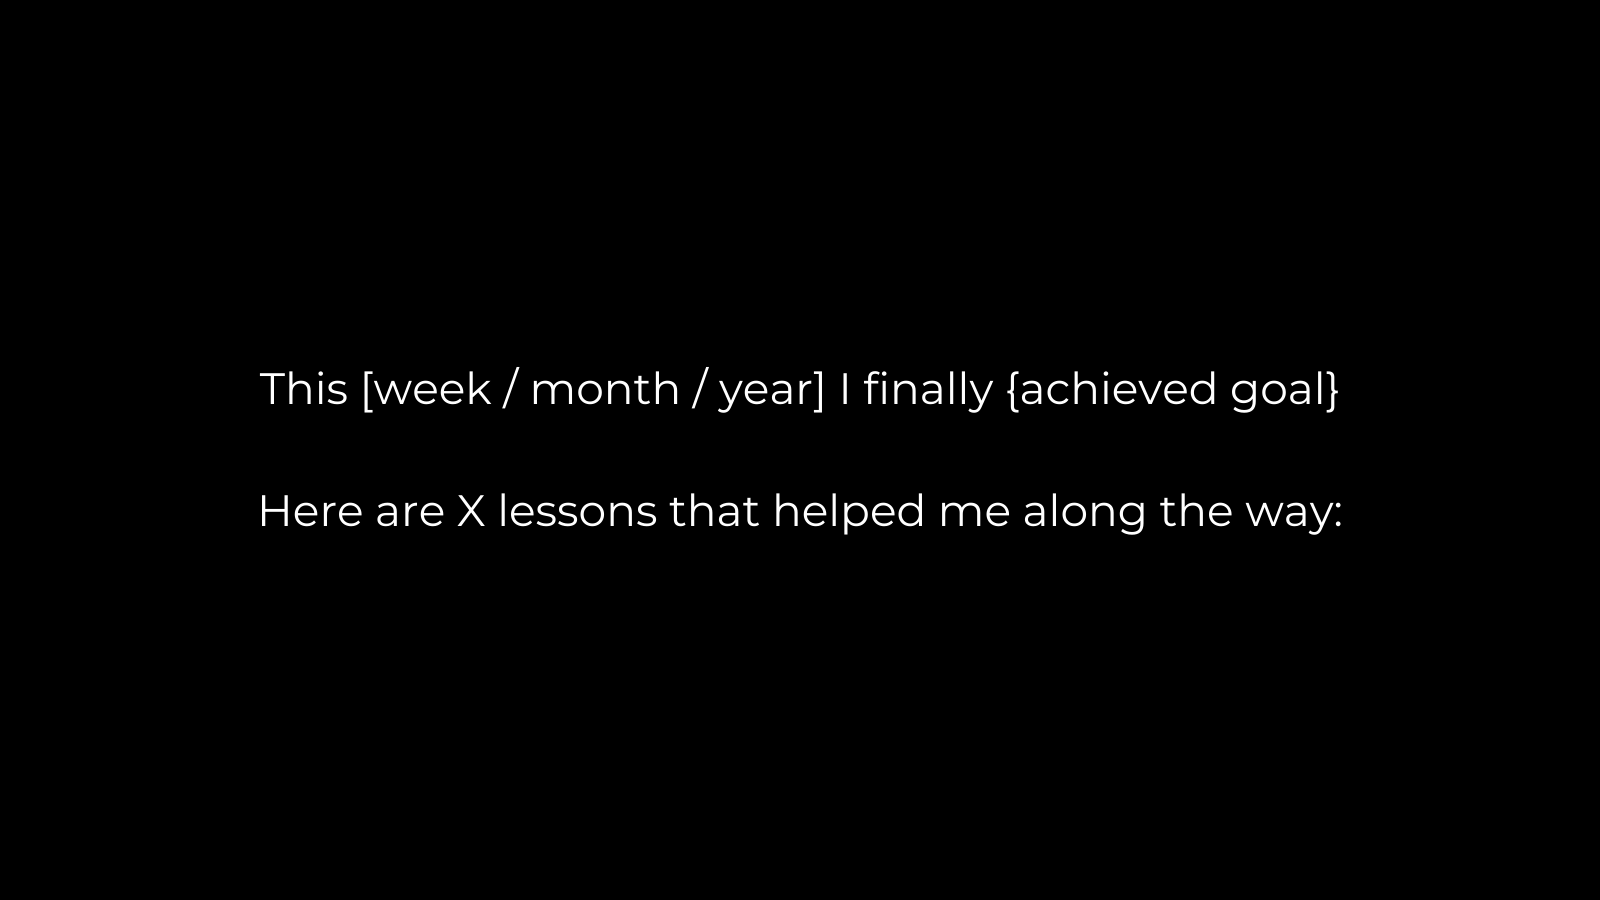 This [week / month / year] I finally {achieved goal}
Here are X lessons that helped me along the way: